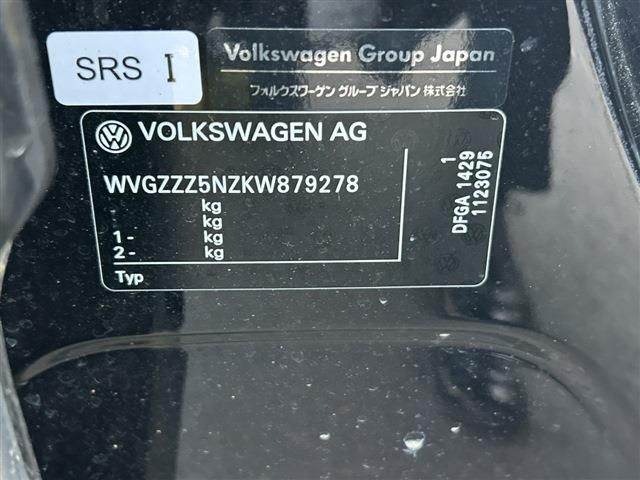 SRS I
Volkswagen Group Japan
フォルクスワーゲン グループ ジャパン 株式会社
VOLKSWAGEN AG
WVGZZZ5NZKW879278
kg
kg
1- kg
2- kg
Typ
1
DFGA 1429
1123075